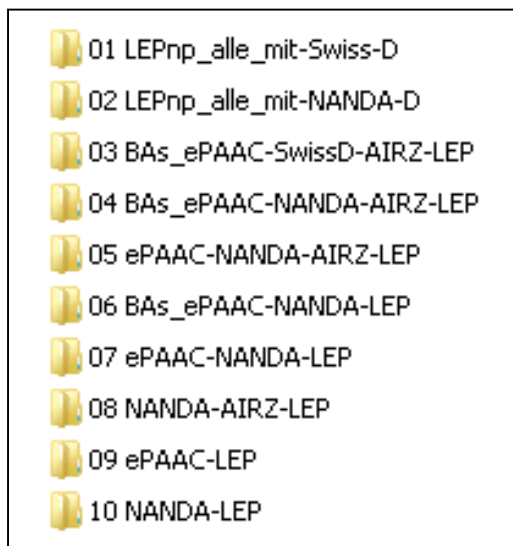 01 LEPnp_alle_mit-Swiss-D
02 LEPnp_alle_mit-NANDA-D
03 BAs_ePAAC-SwissD-AIRZ-LEP
04 BAs_ePAAC-NANDA-AIRZ-LEP
05 ePAAC-NANDA-AIRZ-LEP
06 BAs_ePAAC-NANDA-LEP
07 ePAAC-NANDA-LEP
08 NANDA-AIRZ-LEP
09 ePAAC-LEP
10 NANDA-LEP